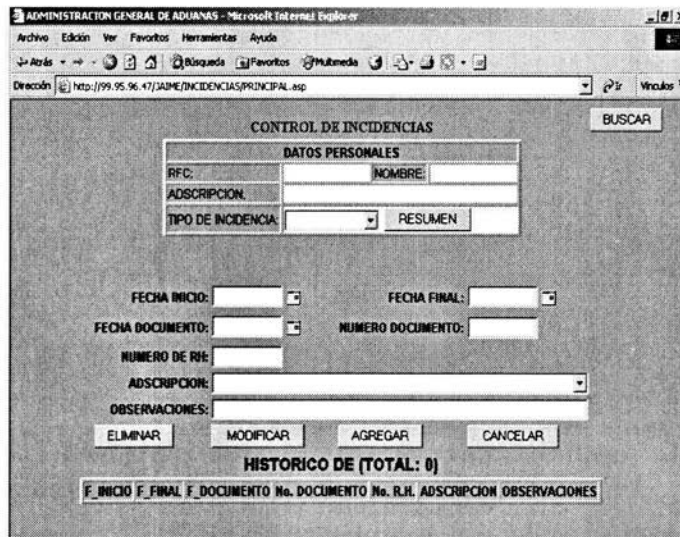 ADMINISTRACION GENERAL DE ADUANAS - Microsoft Internet Explorer
Archivo Edición Ver Favoritos Herramientas Ayuda
Atrás Búsqueda Favoritos Multimedia
Dirección http://99.95.96.47/JAIME/INCIDENCIAS/PRINCIPAL.asp Ir Vínculos
BUSCAR
CONTROL DE INCIDENCIAS
DATOS PERSONALES
RFC: NOMBRE:
ADSCRIPCION:
TIPO DE INCIDENCIA: RESUMEN
FECHA INICIO: FECHA FINAL:
FECHA DOCUMENTO: NUMERO DOCUMENTO:
NUMERO DE RH:
ADSCRIPCION:
OBSERVACIONES:
ELIMINAR MODIFICAR AGREGAR CANCELAR
HISTORICO DE (TOTAL: 0)
F_INICIO F_FINAL F_DOCUMENTO No. DOCUMENTO No. R.H. ADSCRIPCION OBSERVACIONES